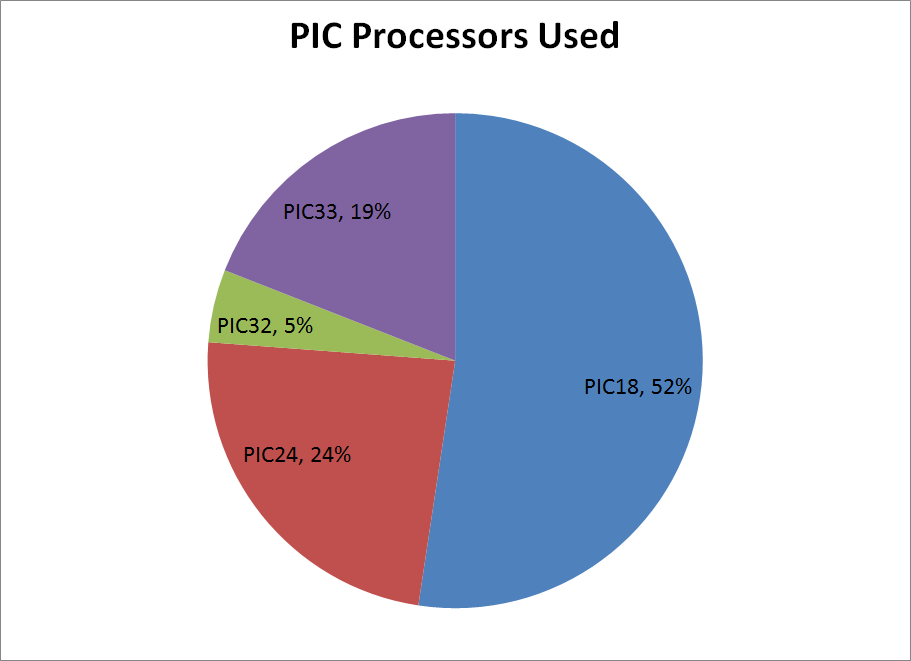 PIC Processors Used
PIC33, 19%
PIC32, 5%
PIC18, 52%
PIC24, 24%